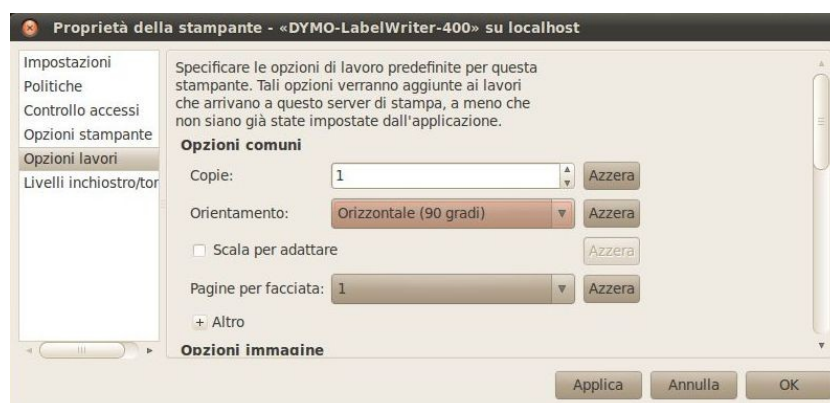 Proprietà della stampante - «DYMO-LabelWriter-400» su localhost
Impostazioni
Politiche
Controllo accessi
Opzioni stampante
Opzioni lavori
Livelli inchiostro/tor
Specificare le opzioni di lavoro predefinite per questa
stampante. Tali opzioni verranno aggiunte ai lavori
che arrivano a questo server di stampa, a meno che
non siano già state impostate dall'applicazione.
Opzioni comuni
Copie: 1 Azzera
Orientamento: Orizzontale (90 gradi) Azzera
Scala per adattare Azzera
Pagine per facciata: 1 Azzera
+ Altro
Opzioni immagine
Applica Annulla OK